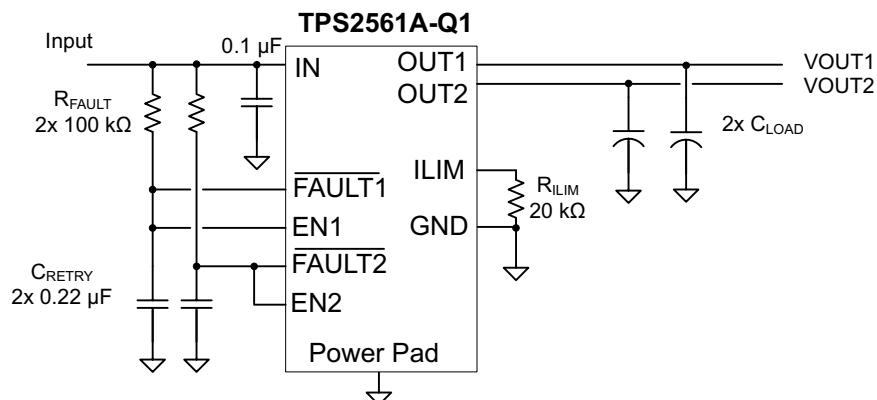 TPS2561A-Q1
Input
0.1 µF
IN
OUT1
VOUT1
OUT2
VOUT2
RFAULT
2x 100 kΩ
2x CLOAD
FAULT1
ILIM
RILIM
20 kΩ
EN1
GND
FAULT2
CRETRY
2x 0.22 µF
EN2
Power Pad